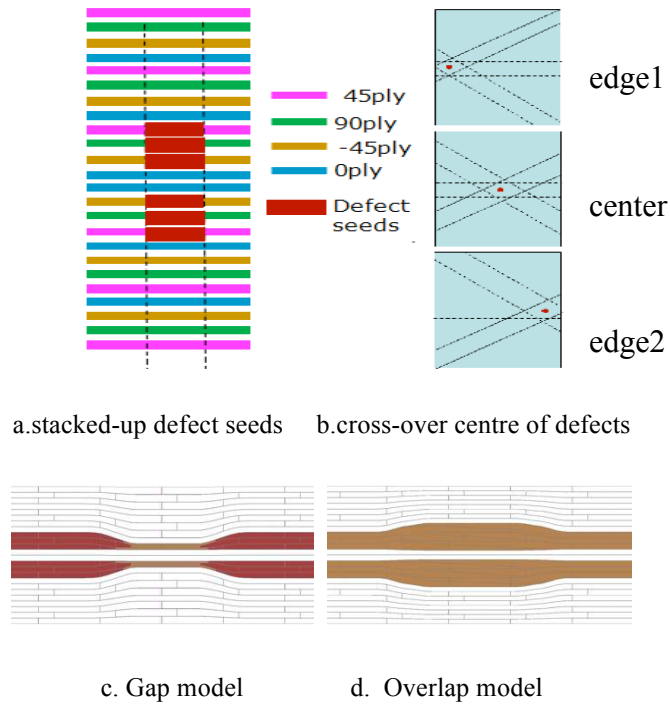 45ply
90ply
-45ply
0ply
Defect
seeds
edge1
center
edge2
a.stacked-up defect seeds
b.cross-over centre of defects
c. Gap model
d. Overlap model